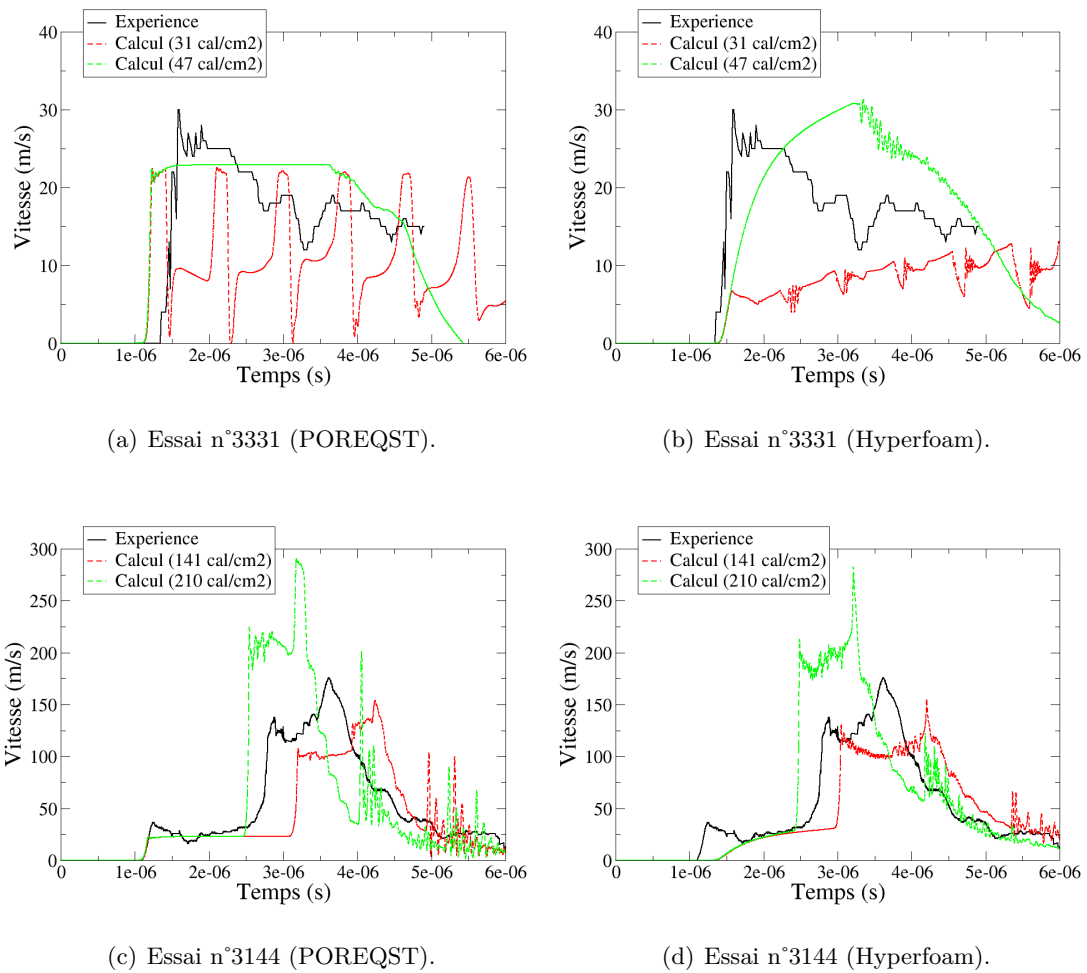 Experience
Calcul (31 cal/cm2)
Calcul (47 cal/cm2)
40
30
20
10
0
Vitesse (m/s)
0 1e-06 2e-06 3e-06 4e-06 5e-06 6e-06
Temps (s)
(a) Essai n°3331 (POREQST).
Experience
Calcul (31 cal/cm2)
Calcul (47 cal/cm2)
40
30
20
10
0
Vitesse (m/s)
0 1e-06 2e-06 3e-06 4e-06 5e-06 6e-06
Temps (s)
(b) Essai n°3331 (Hyperfoam).
Experience
Calcul (141 cal/cm2)
Calcul (210 cal/cm2)
300
250
200
150
100
50
0
Vitesse (m/s)
0 1e-06 2e-06 3e-06 4e-06 5e-06 6e-06
Temps (s)
(c) Essai n°3144 (POREQST).
Experience
Calcul (141 cal/cm2)
Calcul (210 cal/cm2)
300
250
200
150
100
50
0
Vitesse (m/s)
0 1e-06 2e-06 3e-06 4e-06 5e-06 6e-06
Temps (s)
(d) Essai n°3144 (Hyperfoam).